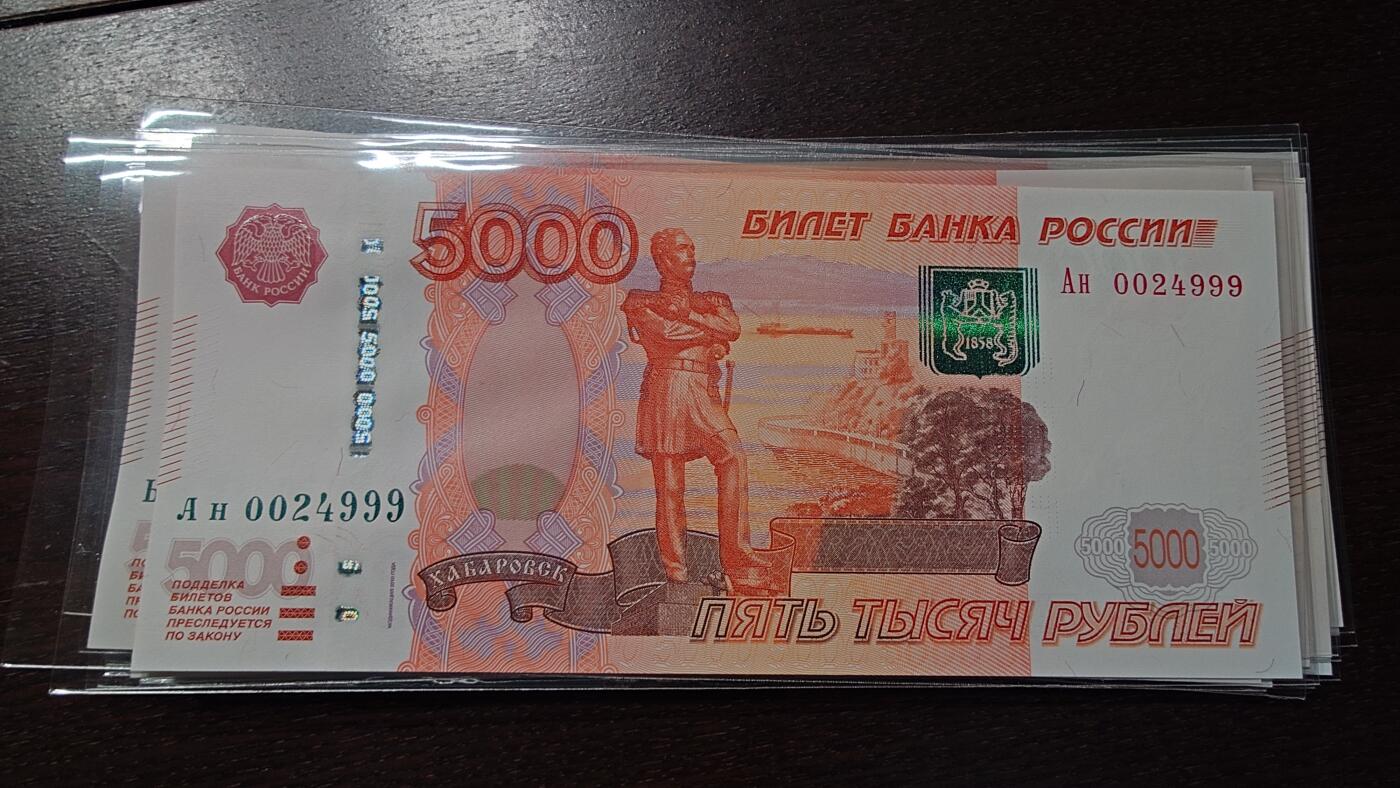 5000
БИЛЕТ БАНКА РОССИИ
БАНК РОССИИ
Ан 0024999
1858
Ан 0024999
5000
ПОДДЕЛКА
БИЛЕТОВ
БАНКА РОССИИ
ПРЕСЛЕДУЕТСЯ
ПО ЗАКОНУ
ХАБАРОВСК
5000 5000 5000
ПЯТЬ ТЫСЯЧ РУБЛЕЙ